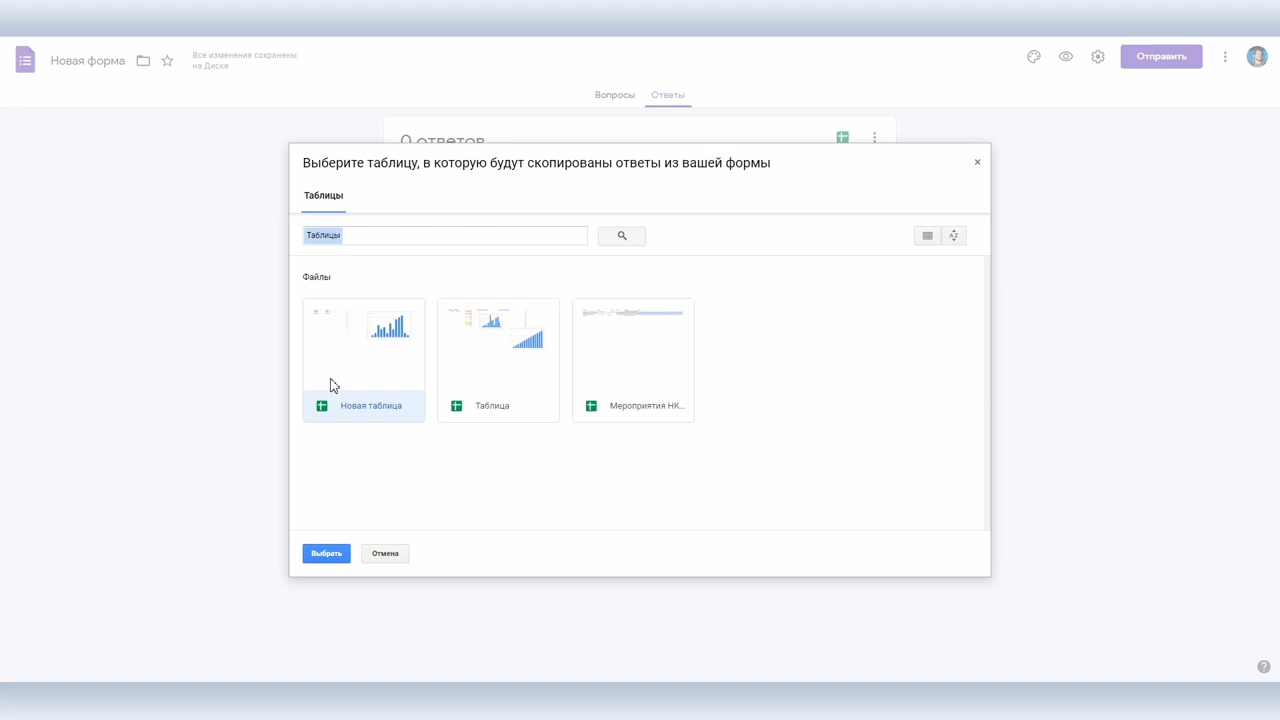 Новая форма
Все изменения сохранены
на Диске
Отправить
Вопросы
Ответы
0 ответов
Выберите таблицу, в которую будут скопированы ответы из вашей формы
×
Таблицы
Таблицы
AZ
Файлы
Новая таблица
Таблица
Мероприятия НК...
Выбрать
Отмена
?